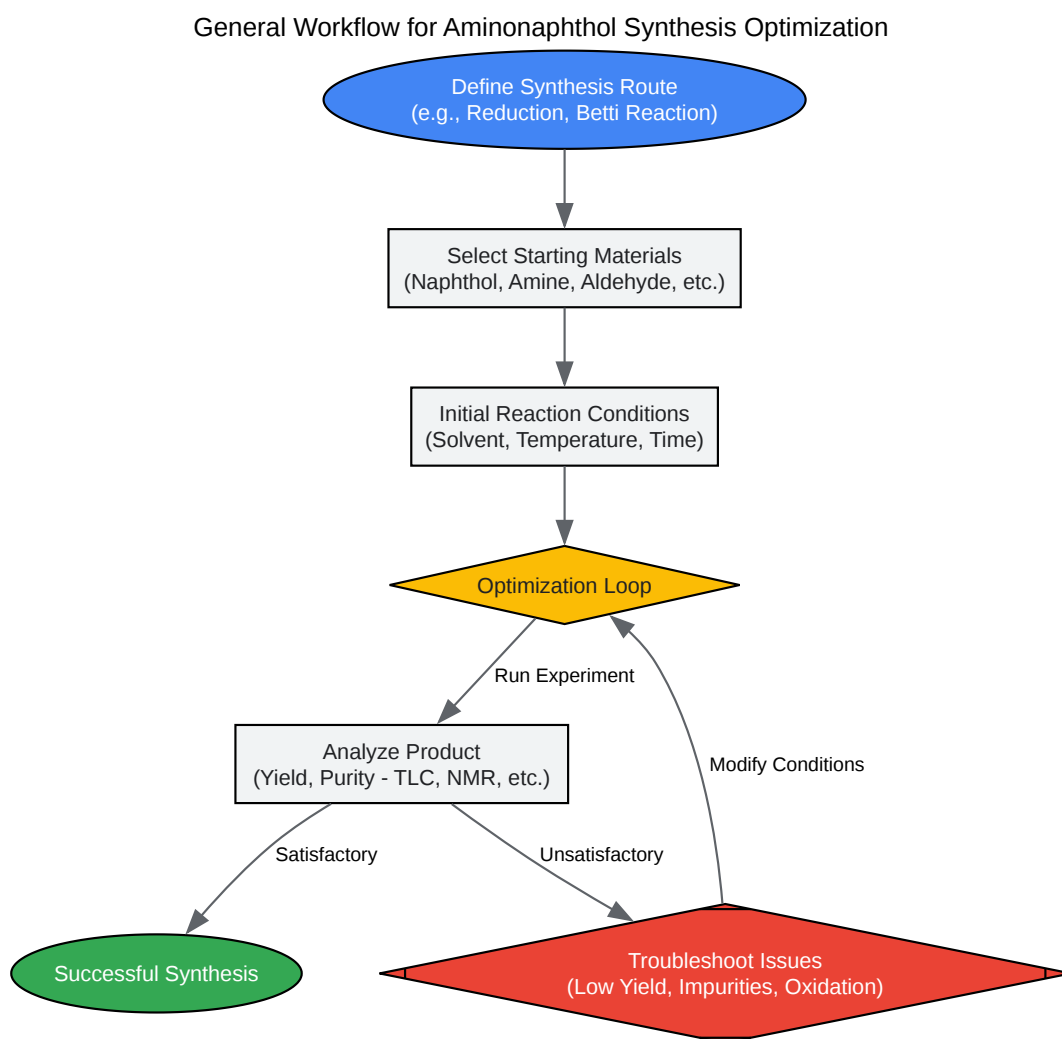 General Workflow for Aminonaphthol Synthesis Optimization
Define Synthesis Route
(e.g., Reduction, Betti Reaction)
Select Starting Materials
(Naphthol, Amine, Aldehyde, etc.)
Initial Reaction Conditions
(Solvent, Temperature, Time)
Optimization Loop
Run Experiment
Analyze Product
(Yield, Purity - TLC, NMR, etc.)
Modify Conditions
Satisfactory
Unsatisfactory
Successful Synthesis
Troubleshoot Issues
(Low Yield, Impurities, Oxidation)